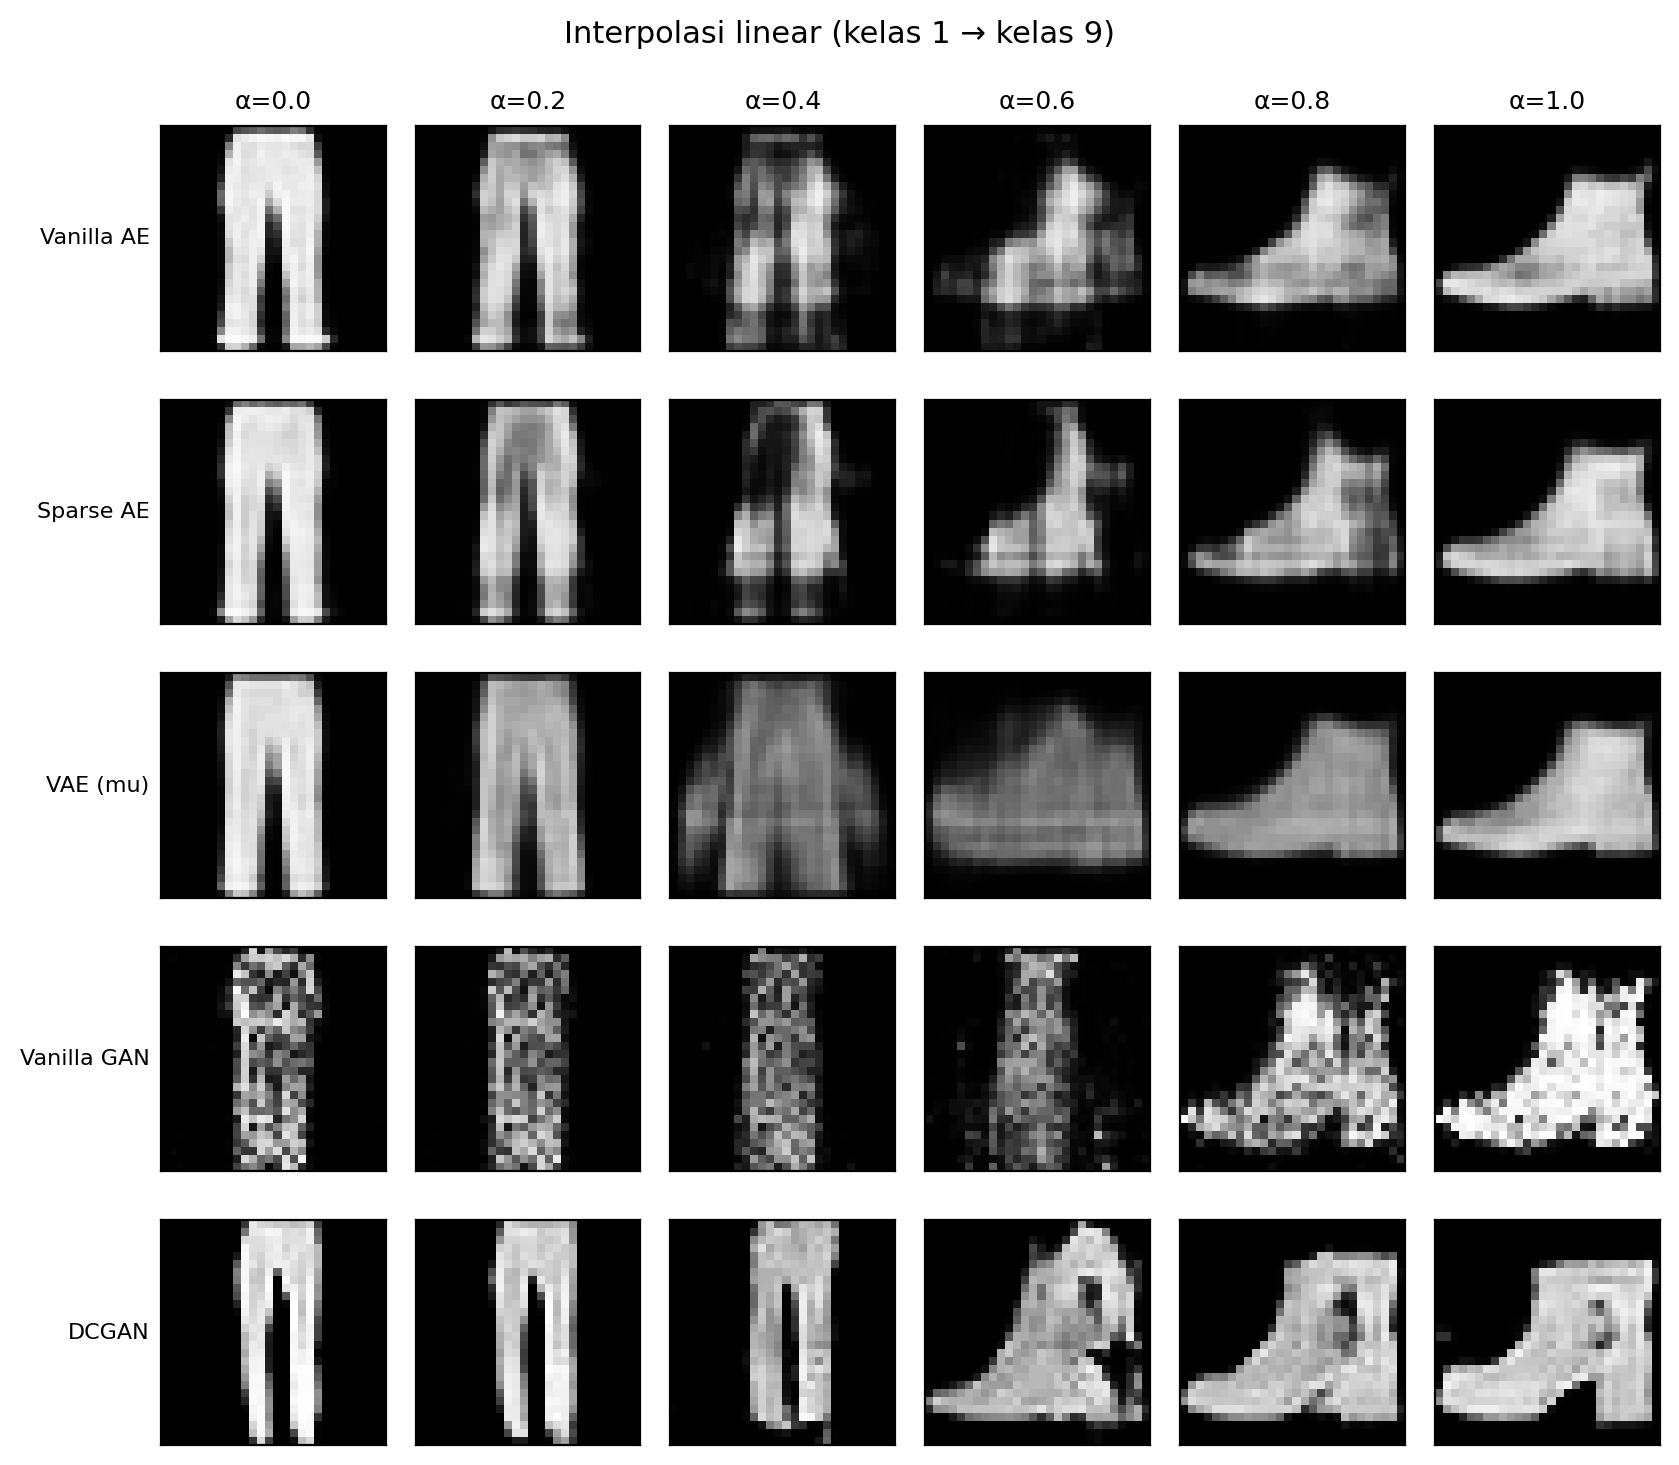 Interpolasi linear (kelas 1 → kelas 9)
α=0.0 α=0.2 α=0.4 α=0.6 α=0.8 α=1.0
Vanilla AE
Sparse AE
VAE (mu)
Vanilla GAN
DCGAN